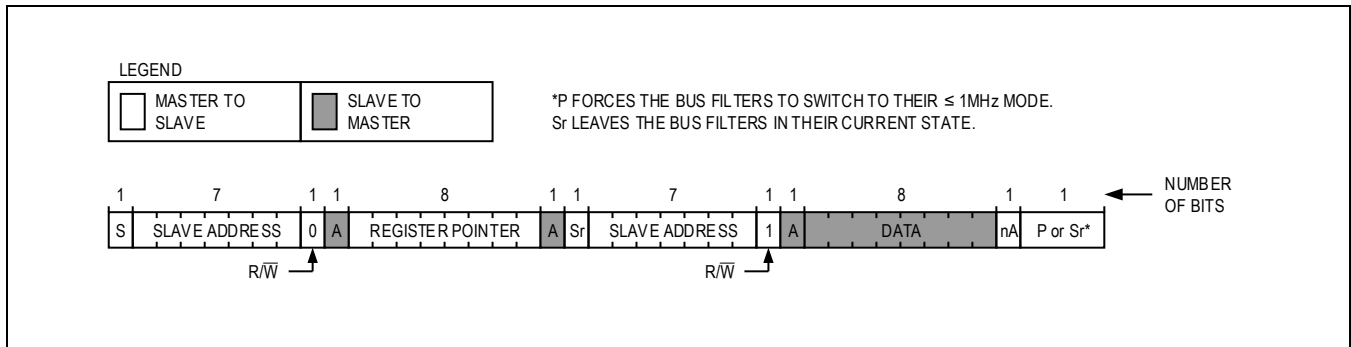 LEGEND
MASTER TO
SLAVE
SLAVE TO
MASTER
*P FORCES THE BUS FILTERS TO SWITCH TO THEIR ≤ 1MHz MODE.
Sr LEAVES THE BUS FILTERS IN THEIR CURRENT STATE.
1 7 1 1 8 1 1 7 1 1 8 1 1
NUMBER
OF BITS
S SLAVE ADDRESS 0 A REGISTER POINTER A Sr SLAVE ADDRESS 1 A DATA nA P or Sr*
R/W̅ R/W̅